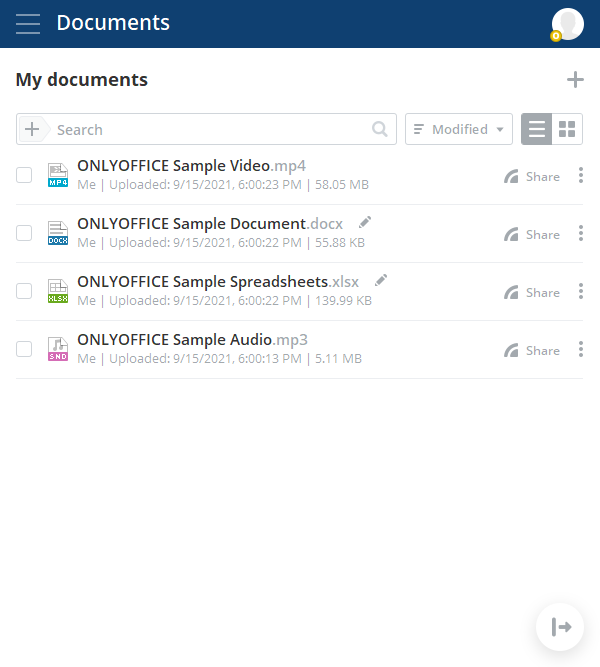 Documents
My documents
Search
Modified
ONLYOFFICE Sample Video.mp4
Me | Uploaded: 9/15/2021, 6:00:23 PM | 58.05 MB
Share
MP4
ONLYOFFICE Sample Document.docx
Me | Uploaded: 9/15/2021, 6:00:22 PM | 55.88 KB
Share
DOCX
ONLYOFFICE Sample Spreadsheets.xlsx
Me | Uploaded: 9/15/2021, 6:00:22 PM | 139.99 KB
Share
XLSX
ONLYOFFICE Sample Audio.mp3
Me | Uploaded: 9/15/2021, 6:00:13 PM | 5.11 MB
Share
SND